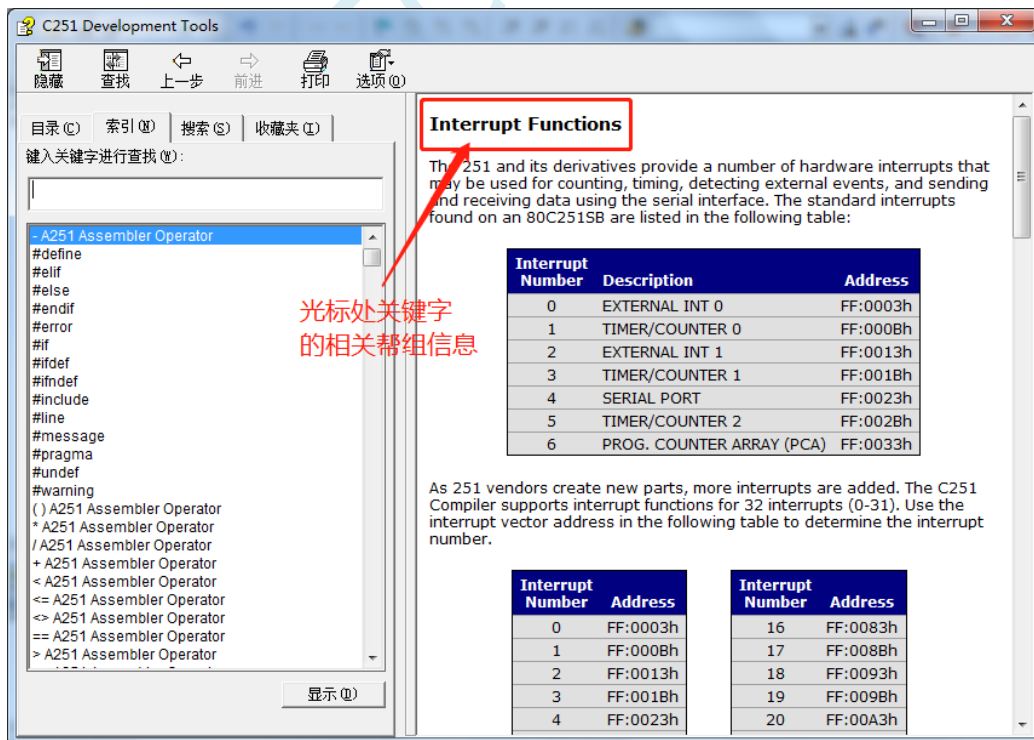 C251 Development Tools
隐藏 查找 上一步 前进 打印 选项(O)
目录(C) 索引(N) 搜索(S) 收藏夹(I)
键入关键字进行查找(W):
- A251 Assembler Operator
#define
#elif
#else
#endif
#error
#if
#ifdef
#ifndef
#include
#line
#message
#pragma
#undef
#warning
( ) A251 Assembler Operator
* A251 Assembler Operator
/ A251 Assembler Operator
+ A251 Assembler Operator
< A251 Assembler Operator
<= A251 Assembler Operator
<> A251 Assembler Operator
== A251 Assembler Operator
> A251 Assembler Operator
显示(D)
光标处关键字
的相关帮组信息
Interrupt Functions
The 251 and its derivatives provide a number of hardware interrupts that
may be used for counting, timing, detecting external events, and sending
and receiving data using the serial interface. The standard interrupts
found on an 80C251SB are listed in the following table:
Interrupt
Number Description Address
0 EXTERNAL INT 0 FF:0003h
1 TIMER/COUNTER 0 FF:000Bh
2 EXTERNAL INT 1 FF:0013h
3 TIMER/COUNTER 1 FF:001Bh
4 SERIAL PORT FF:0023h
5 TIMER/COUNTER 2 FF:002Bh
6 PROG. COUNTER ARRAY (PCA) FF:0033h
As 251 vendors create new parts, more interrupts are added. The C251
Compiler supports interrupt functions for 32 interrupts (0-31). Use the
interrupt vector address in the following table to determine the interrupt
number.
Interrupt Interrupt
Number Address Number Address
0 FF:0003h 16 FF:0083h
1 FF:000Bh 17 FF:008Bh
2 FF:0013h 18 FF:0093h
3 FF:001Bh 19 FF:009Bh
4 FF:0023h 20 FF:00A3h